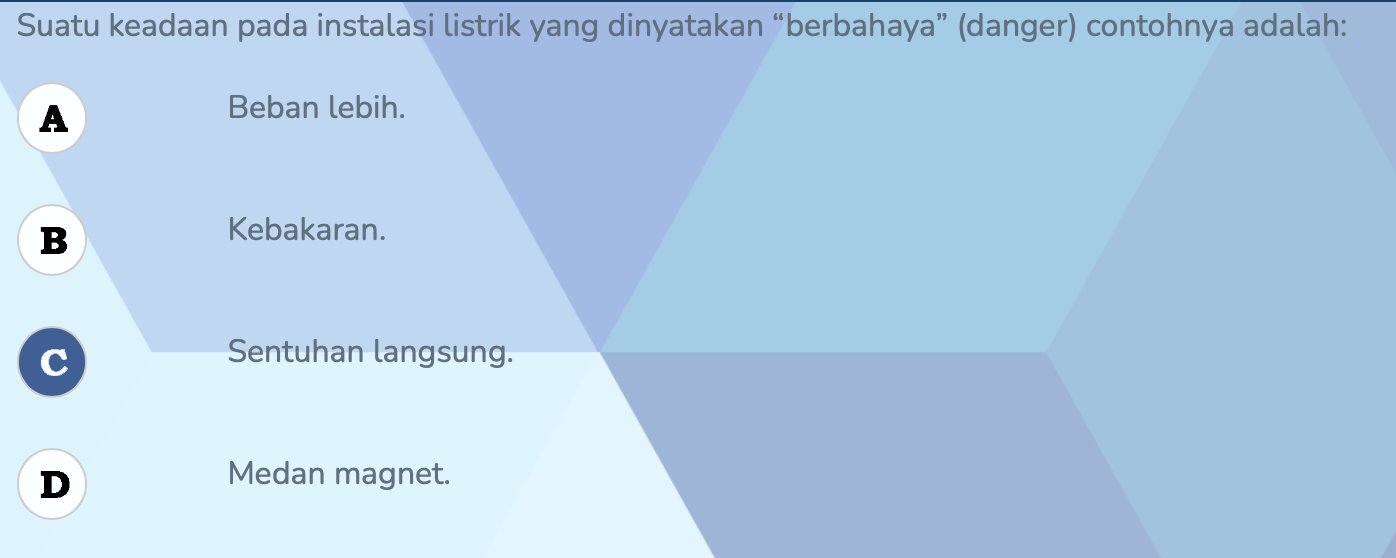 Suatu keadaan pada instalasi listrik yang dinyatakan “berbahaya” (danger) contohnya adalah:
A Beban lebih.
B Kebakaran.
C Sentuhan langsung.
D Medan magnet.